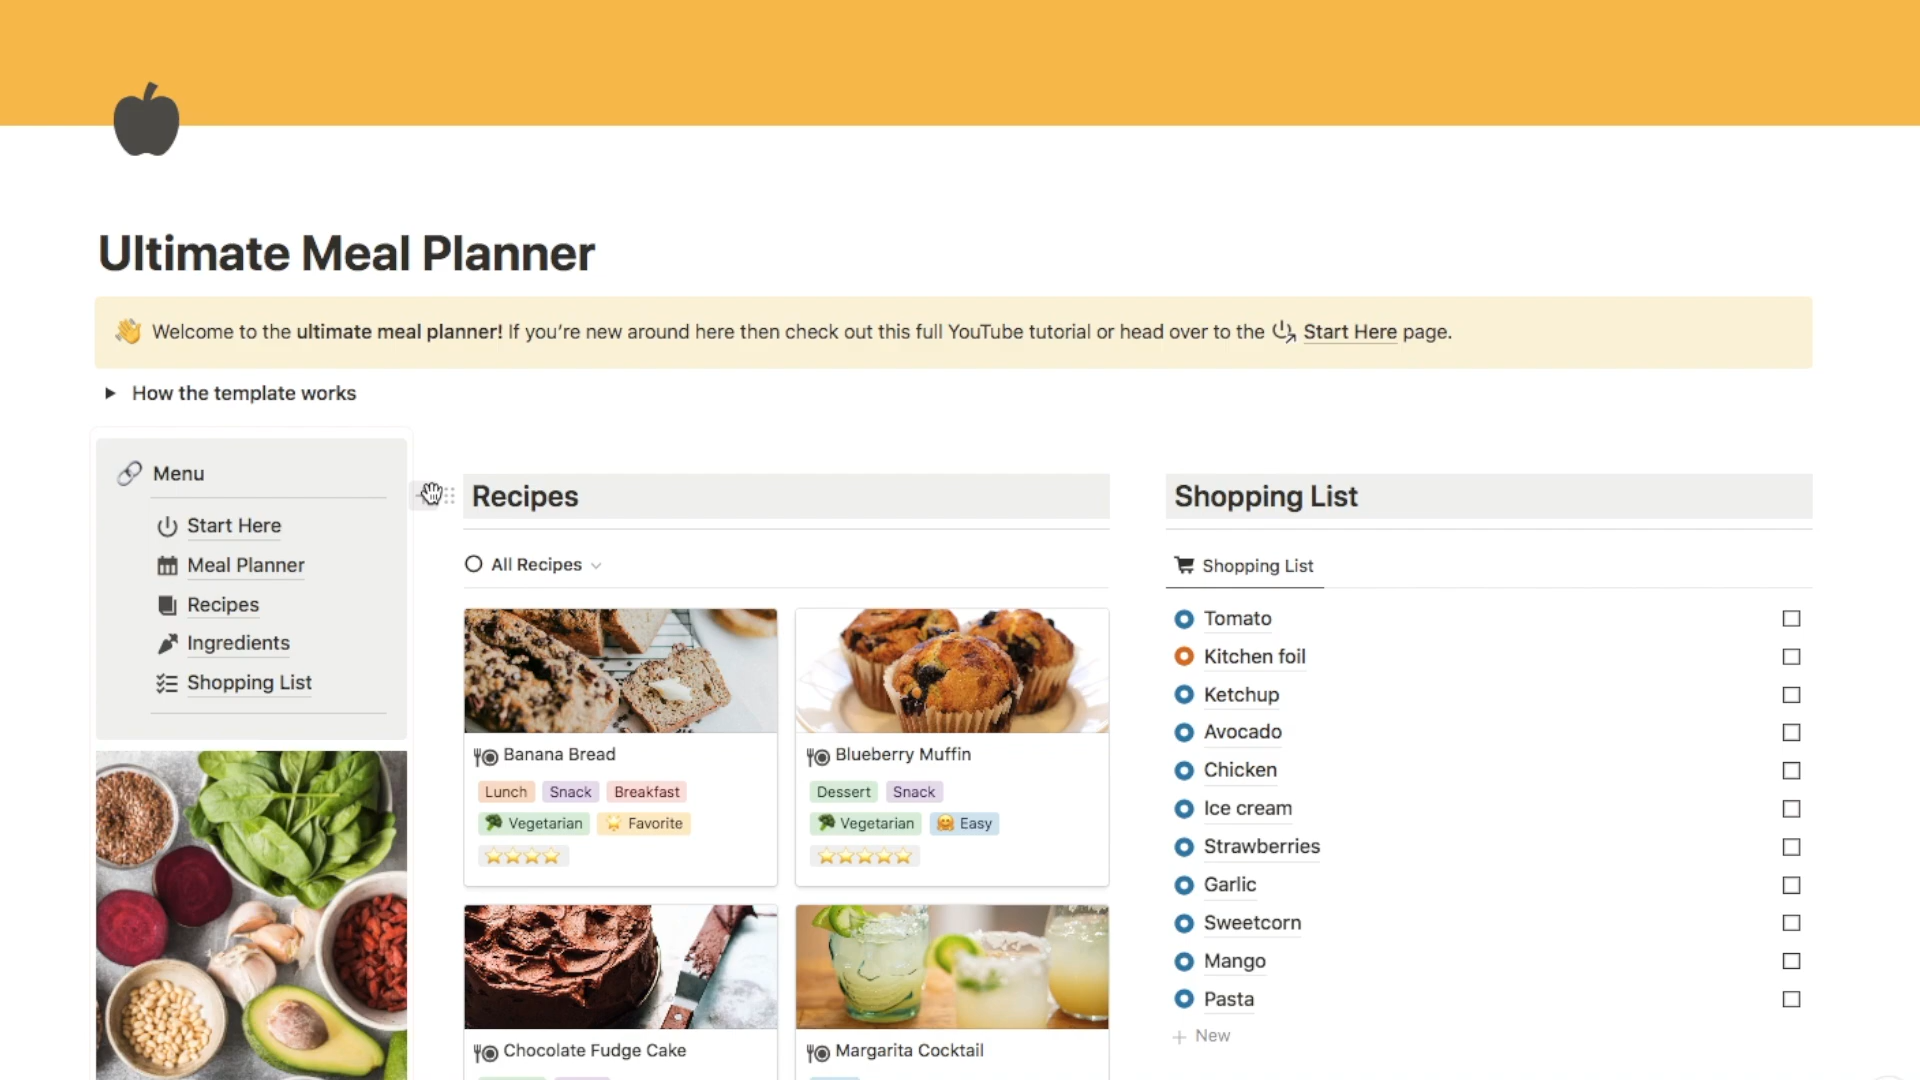 Ultimate Meal Planner
👋 Welcome to the ultimate meal planner! If you’re new around here then check out this full YouTube tutorial or head over to the Start Here page.
How the template works
Menu
Start Here
Meal Planner
Recipes
Ingredients
Shopping List
Recipes
All Recipes
Banana Bread
Lunch Snack Breakfast
🥦 Vegetarian 🌟 Favorite
⭐⭐⭐⭐
Blueberry Muffin
Dessert Snack
🥦 Vegetarian 🤗 Easy
⭐⭐⭐⭐⭐
Chocolate Fudge Cake
Margarita Cocktail
Shopping List
Shopping List
Tomato
Kitchen foil
Ketchup
Avocado
Chicken
Ice cream
Strawberries
Garlic
Sweetcorn
Mango
Pasta
+ New